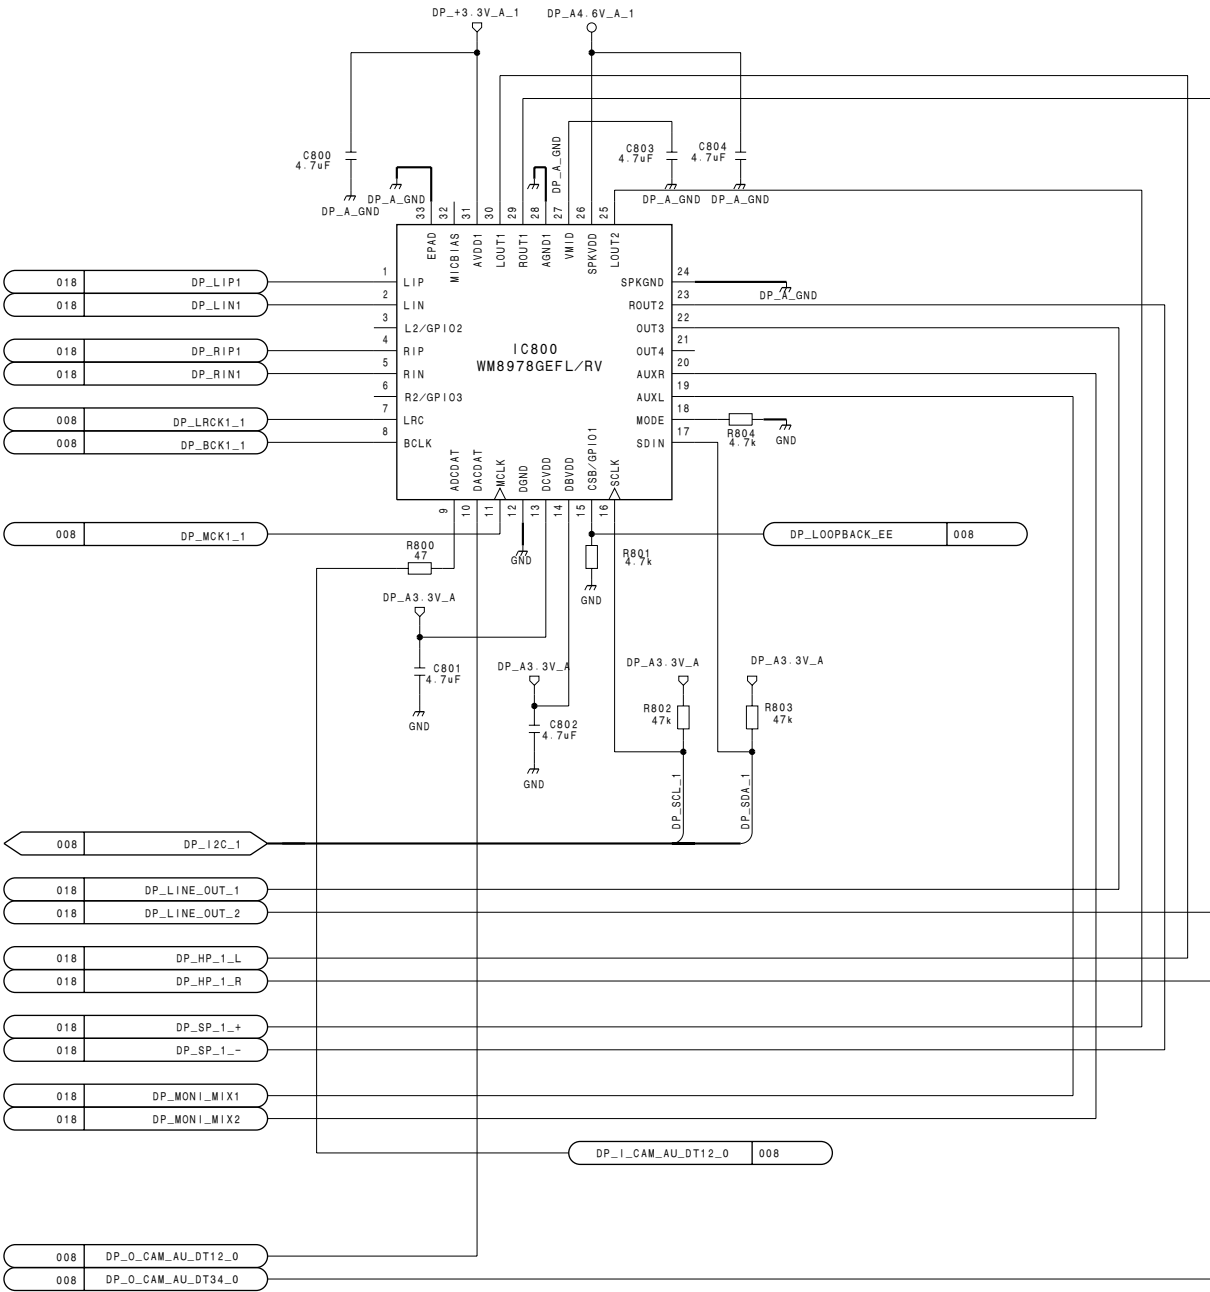 DP_+3.3V_A_1
DP_A4.6V_A_1
C800
4.7uF
DP_A_GND
DP_A_GND
DP_A_GND
C803
4.7uF
C804
4.7uF
DP_A_GND
DP_A_GND
33
32
31
30
29
28
27
26
25
EPAD
MICBIAS
AVDD1
LOUT1
ROUT1
AGND1
VMID
SPKVDD
LOUT2
018 DP_LIP1
1
LIP
SPKGND
24
DP_A_GND
018 DP_LIN1
2
LIN
ROUT2
23
3
L2/GPIO2
OUT3
22
018 DP_RIP1
4
RIP
OUT4
21
IC800
WM8978GEFL/RV
018 DP_RIN1
5
RIN
AUXR
20
6
R2/GPIO3
AUXL
19
008 DP_LRCK1_1
7
LRC
MODE
18
R804
4.7k
GND
008 DP_BCK1_1
8
BCLK
SDIN
17
ADCDAT
DACDAT
MCLK
DGND
DCVDD
DBVDD
CSB/GPIO1
SCLK
9
10
11
12
13
14
15
16
008 DP_MCK1_1
DP_LOOPBACK_EE 008
R800
47
GND
R801
4.7k
GND
DP_A3.3V_A
C801
4.7uF
GND
DP_A3.3V_A
C802
4.7uF
GND
DP_A3.3V_A
R802
47k
DP_A3.3V_A
R803
47k
DP_SCL_1
DP_SDA_1
008 DP_I2C_1
018 DP_LINE_OUT_1
018 DP_LINE_OUT_2
018 DP_HP_1_L
018 DP_HP_1_R
018 DP_SP_1_+
018 DP_SP_1_-
018 DP_MONI_MIX1
018 DP_MONI_MIX2
DP_I_CAM_AU_DT12_0 008
008 DP_O_CAM_AU_DT12_0
008 DP_O_CAM_AU_DT34_0